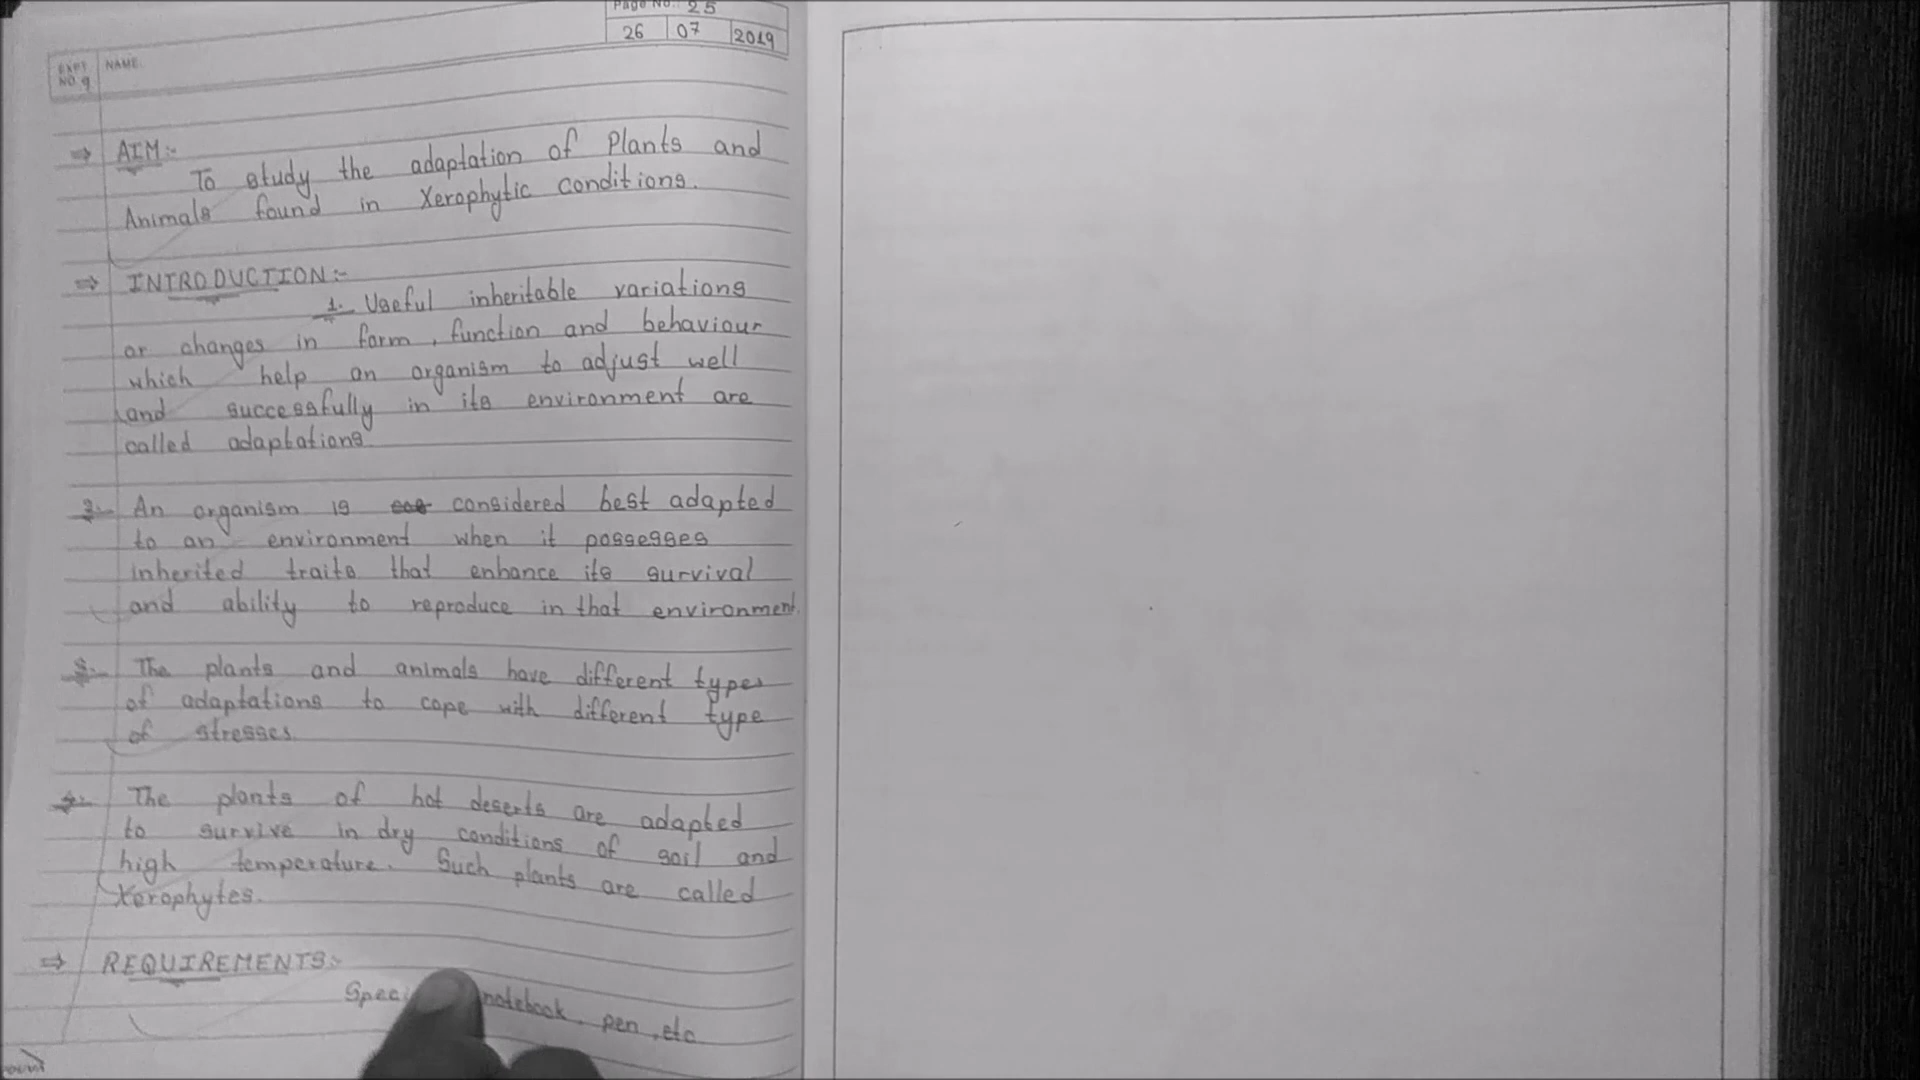 Page No.: 25
26 07 2019
EXPT. NO. 9 NAME
⇒ AIM:-
To study the adaptation of Plants and
Animals found in Xerophytic conditions.
⇒ INTRODUCTION:-
1. Useful inheritable variations
or changes in form, function and behaviour
which help an organism to adjust well
and successfully in its environment are
called adaptations.
2. An organism is considered best adapted
to an environment when it possesses
inherited traits that enhance its survival
and ability to reproduce in that environment.
3. The plants and animals have different types
of adaptations to cope with different type
of stresses.
4. The plants of hot deserts are adapted
to survive in dry conditions of soil and
high temperature. Such plants are called
Xerophytes.
⇒ REQUIREMENTS:-
notebook, pen, etc.